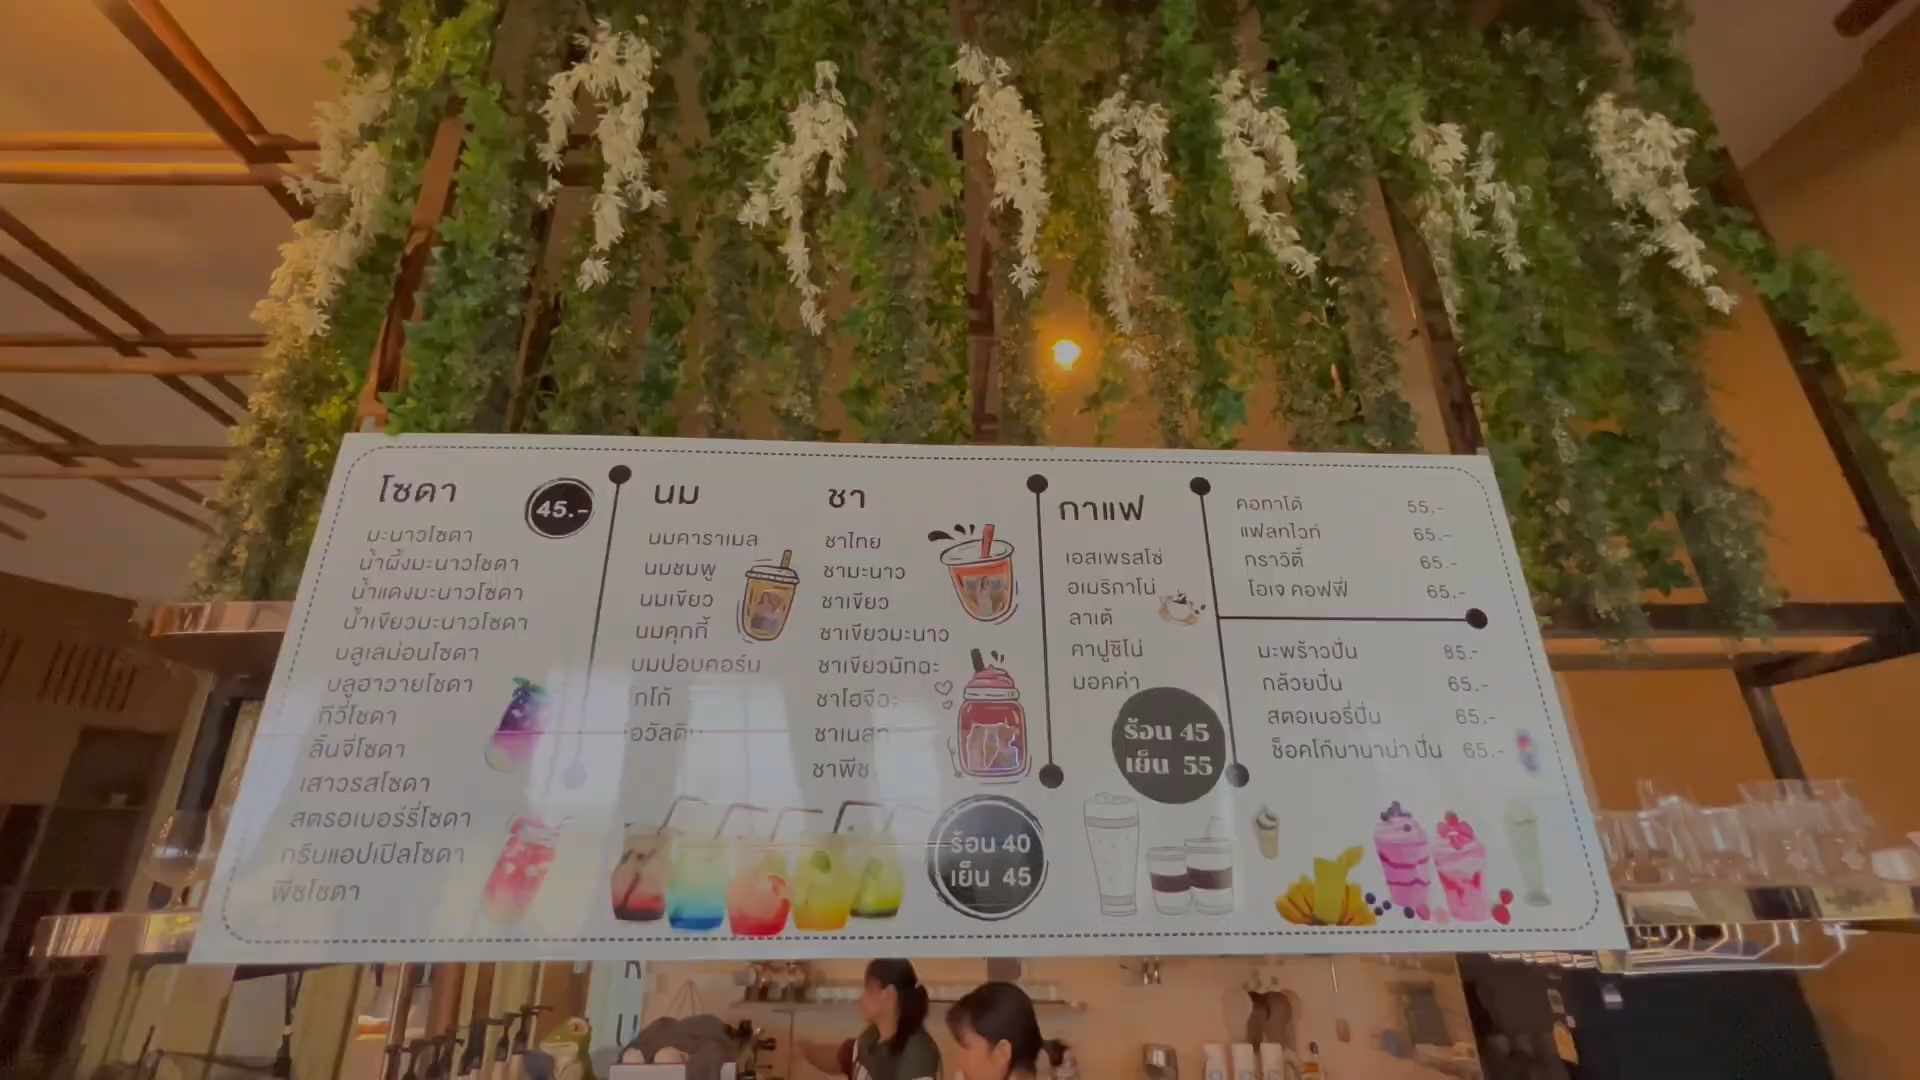 โซดา
45.-
มะนาวโซดา
น้ำผึ้งมะนาวโซดา
น้ำแดงมะนาวโซดา
น้ำเขียวมะนาวโซดา
บลูเลม่อนโซดา
บลูฮาวายโซดา
กีวีโซดา
ลิ้นจี่โซดา
เสาวรสโซดา
สตรอเบอร์รี่โซดา
กรีนแอปเปิลโซดา
พีชโซดา
นม
นมคาราเมล
นมชมพู
นมเขียว
นมคุกกี้
นมปอบคอร์น
โกโก้
ชา
ชาไทย
ชามะนาว
ชาเขียว
ชาเขียวมะนาว
ชาเขียวมัทฉะ
ชาโฮจิฉะ
ชาพีช
ร้อน 40
เย็น 45
กาแฟ
เอสเพรสโซ่
อเมริกาโน่
ลาเต้
คาปูชิโน่
มอคค่า
ร้อน 45
เย็น 55
คอทาโด้ 55.-
แฟลทไวท์ 65.-
กราวิตี้ 65.-
โอเจ คอฟฟี่ 65.-
มะพร้าวปั่น 85.-
กล้วยปั่น 65.-
สตอเบอรี่ปั่น 65.-
ช็อคโก้บานาน่า ปั่น 65.-